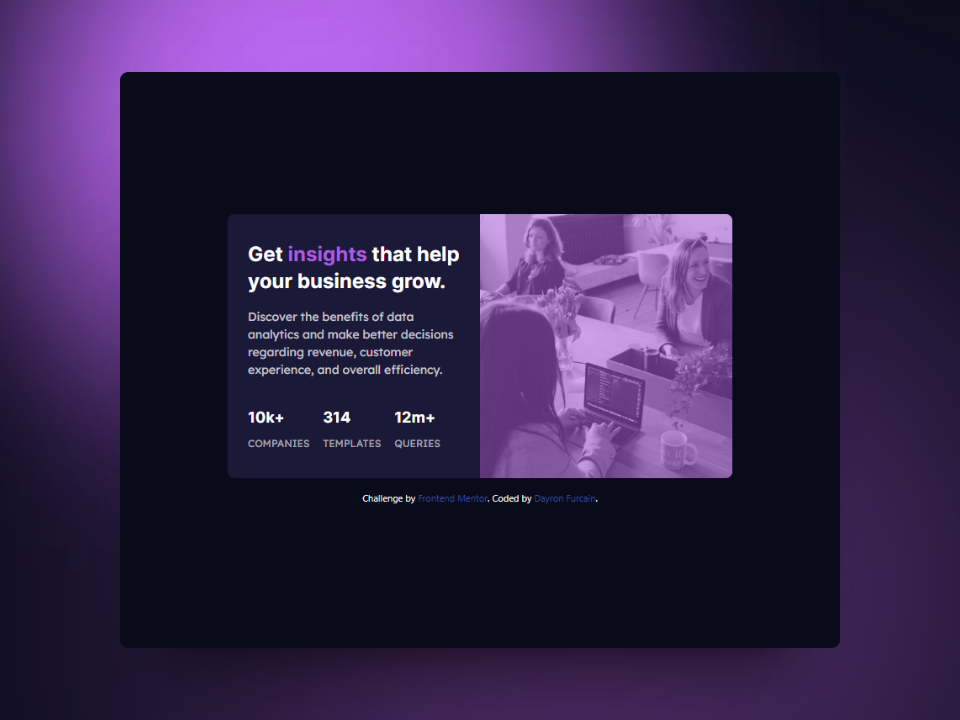 Get insights that help
your business grow.
Discover the benefits of data
analytics and make better decisions
regarding revenue, customer
experience, and overall efficiency.
10k+ 314 12m+
COMPANIES TEMPLATES QUERIES
Challenge by Frontend Mentor. Coded by Dayron Furcain.